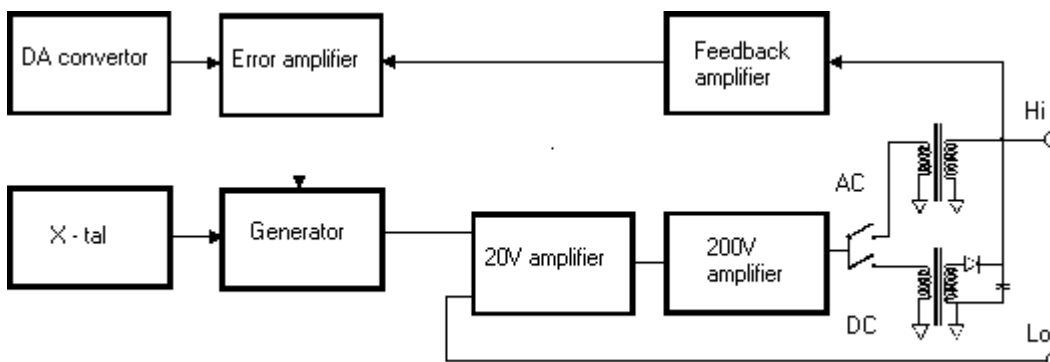 DA convertor
Error amplifier
Feedback
amplifier
Hi
X - tal
Generator
20V amplifier
200V
amplifier
AC
DC
Lo